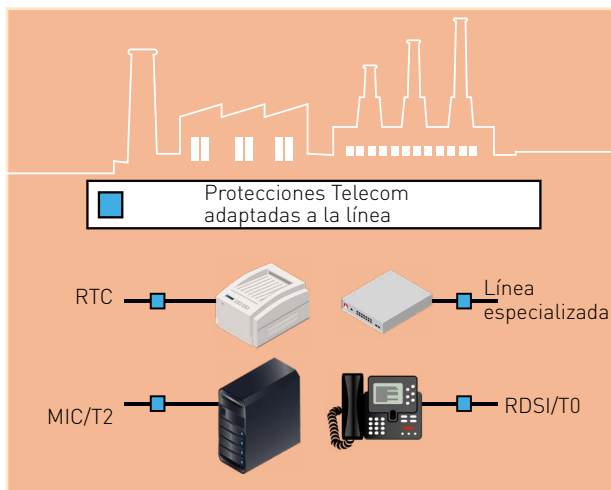 Protecciones Telecom
adaptadas a la línea
RTC
Línea
especializada
MIC/T2
RDSI/T0